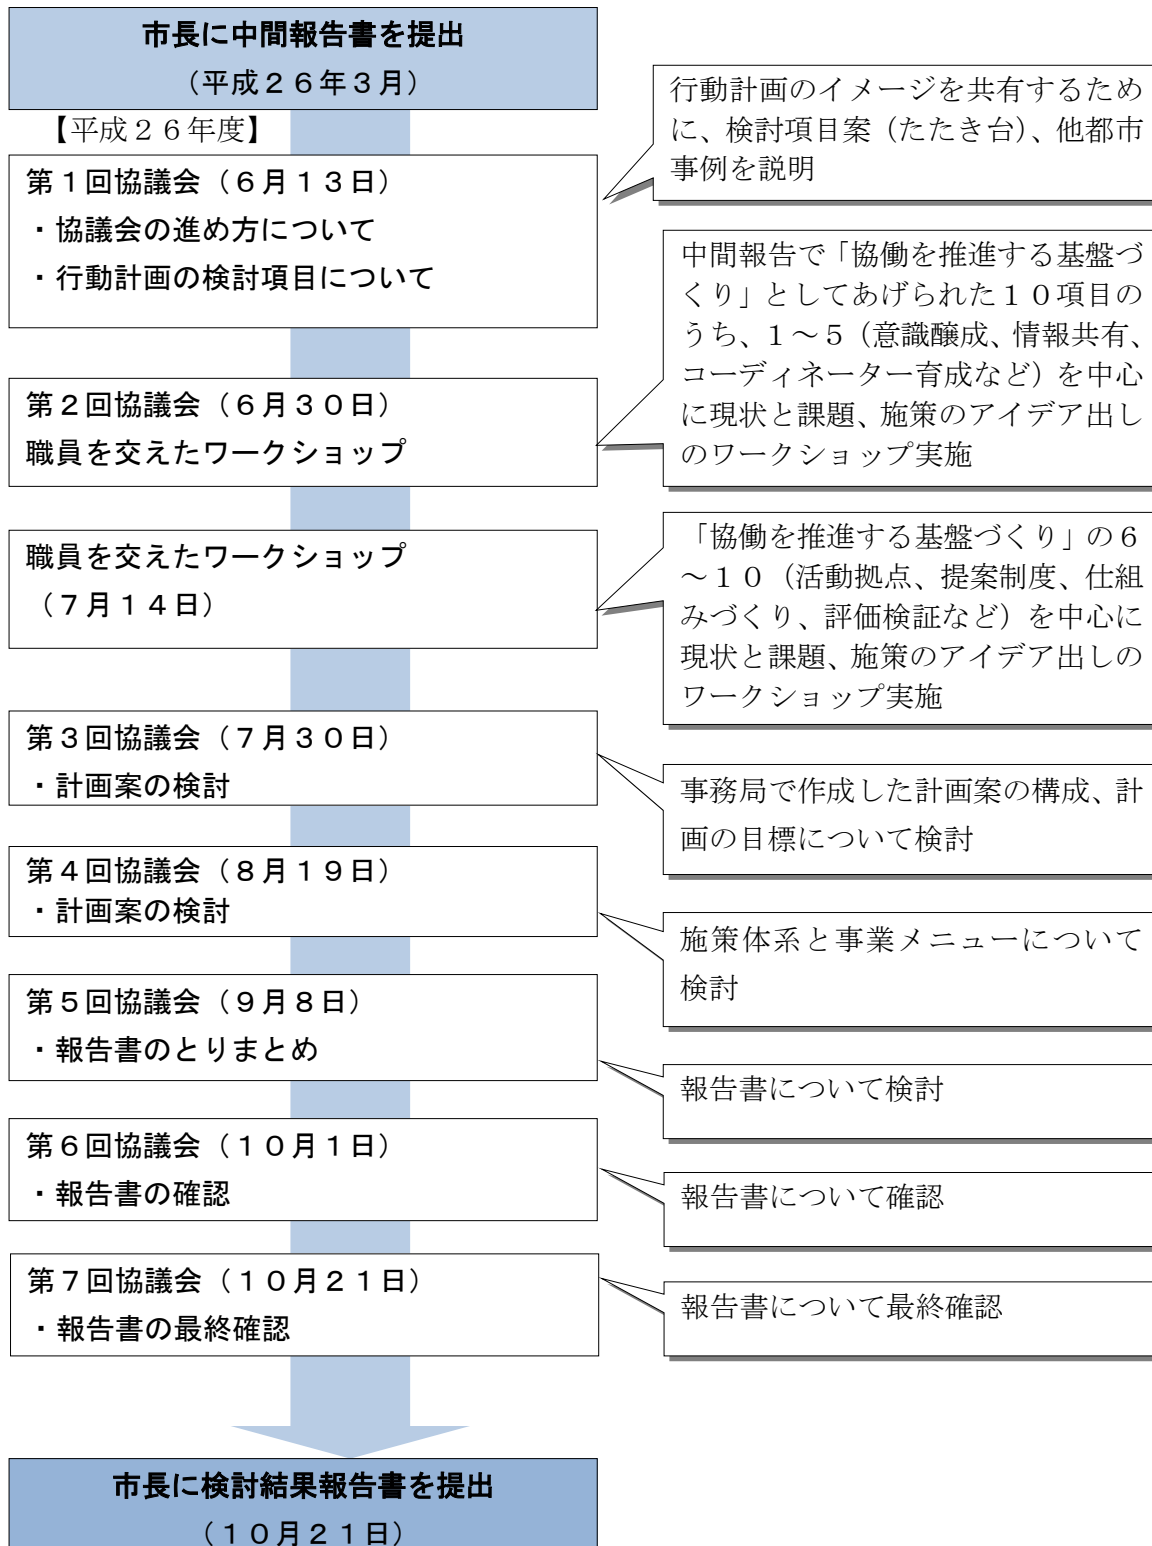 市長に中間報告書を提出
（平成２６年３月）
【平成２６年度】
第１回協議会（６月１３日）
・協議会の進め方について
・行動計画の検討項目について
行動計画のイメージを共有するため
に、検討項目案（たたき台）、他都市
事例を説明
第２回協議会（６月３０日）
職員を交えたワークショップ
中間報告で「協働を推進する基盤づ
くり」としてあげられた１０項目の
うち、１～５（意識醸成、情報共有、
コーディネーター育成など）を中心
に現状と課題、施策のアイデア出し
のワークショップ実施
職員を交えたワークショップ
（７月１４日）
「協働を推進する基盤づくり」の６
～１０（活動拠点、提案制度、仕組
みづくり、評価検証など）を中心に
現状と課題、施策のアイデア出しの
ワークショップ実施
第３回協議会（７月３０日）
・計画案の検討
事務局で作成した計画案の構成、計
画の目標について検討
第４回協議会（８月１９日）
・計画案の検討
施策体系と事業メニューについて
検討
第５回協議会（９月８日）
・報告書のとりまとめ
報告書について検討
第６回協議会（１０月１日）
・報告書の確認
報告書について確認
第７回協議会（１０月２１日）
・報告書の最終確認
報告書について最終確認
市長に検討結果報告書を提出
（１０月２１日）